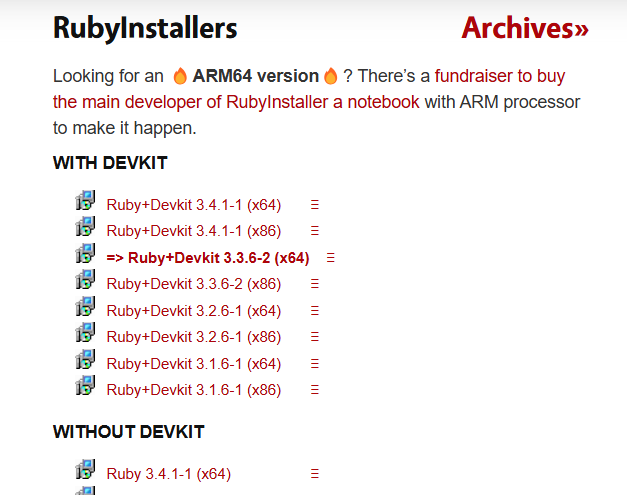 RubyInstallers Archives»
Looking for an 🔥ARM64 version🔥? There's a fundraiser to buy
the main developer of RubyInstaller a notebook with ARM processor
to make it happen.
WITH DEVKIT
Ruby+Devkit 3.4.1-1 (x64)
Ruby+Devkit 3.4.1-1 (x86)
=> Ruby+Devkit 3.3.6-2 (x64)
Ruby+Devkit 3.3.6-2 (x86)
Ruby+Devkit 3.2.6-1 (x64)
Ruby+Devkit 3.2.6-1 (x86)
Ruby+Devkit 3.1.6-1 (x64)
Ruby+Devkit 3.1.6-1 (x86)
WITHOUT DEVKIT
Ruby 3.4.1-1 (x64)